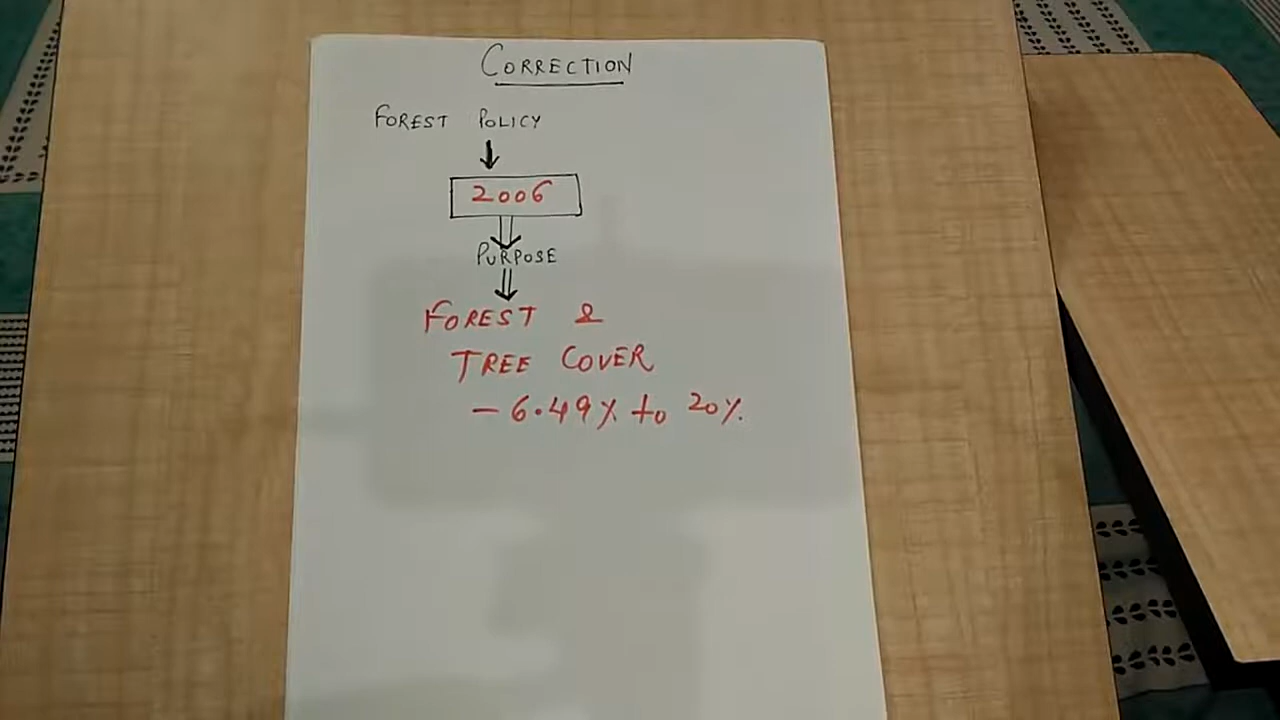 CORRECTION
FOREST POLICY
2006
PURPOSE
FOREST &
TREE COVER
- 6.49% to 20%.